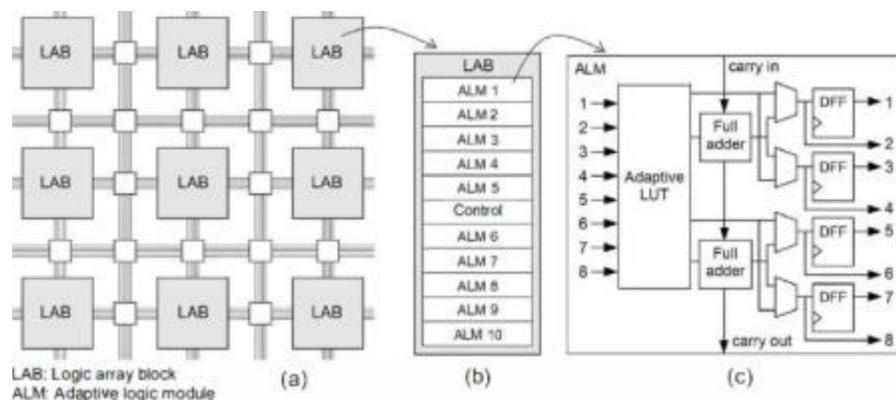 LAB LAB LAB
LAB LAB LAB
LAB LAB LAB
LAB: Logic array block
ALM: Adaptive logic module
(a)
LAB
ALM 1
ALM 2
ALM 3
ALM 4
ALM 5
Control
ALM 6
ALM 7
ALM 8
ALM 9
ALM 10
(b)
ALM
carry in
1
2
3
4
5
6
7
8
Adaptive
LUT
Full
adder
Full
adder
DFF
DFF
DFF
DFF
1
2
3
4
5
6
7
8
carry out
(c)